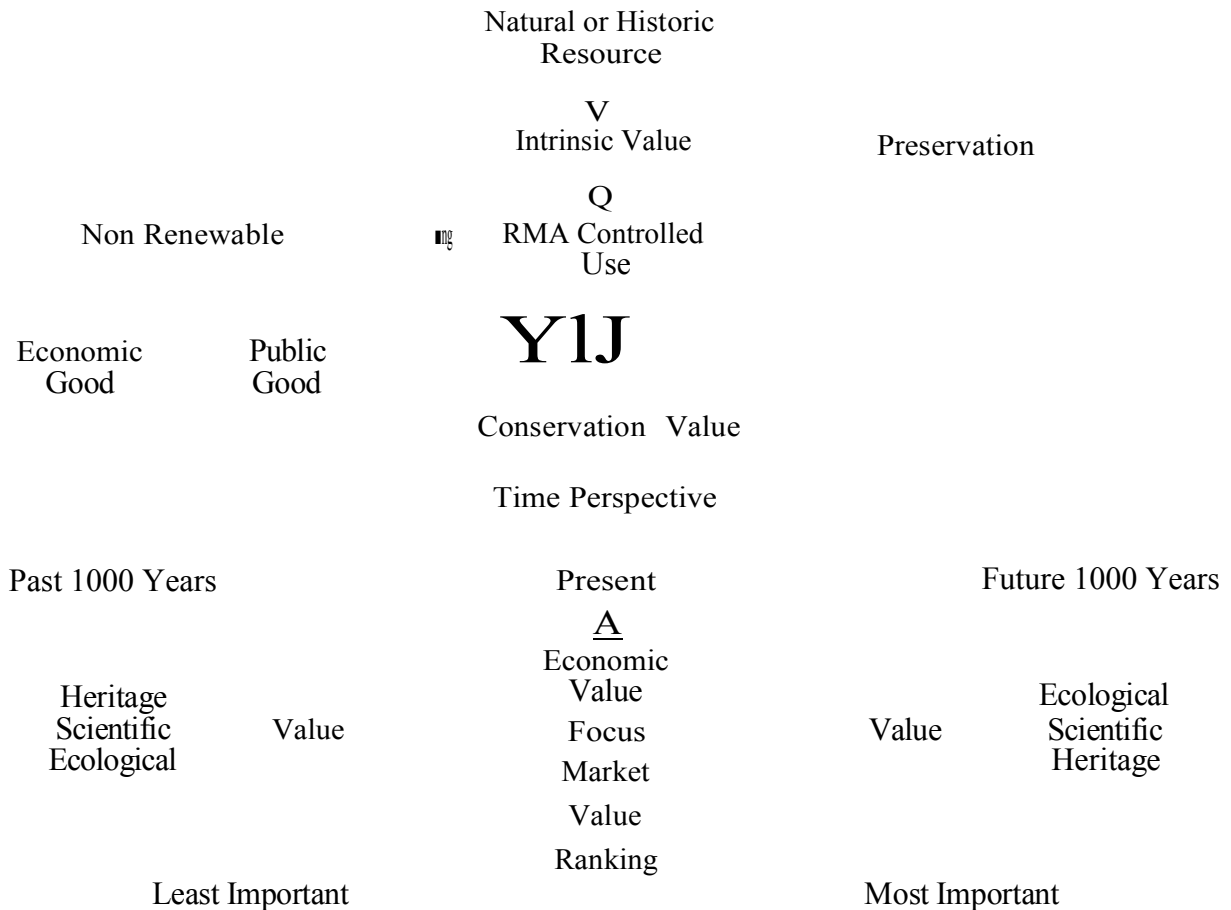 Natural or Historic
Resource
V
Intrinsic Value
Preservation
Q
Non Renewable
RMA Controlled
Use
Y1J
Economic
Good
Public
Good
Conservation Value
Time Perspective
Past 1000 Years
Present
Future 1000 Years
A
Economic
Value
Focus
Market
Value
Ranking
Heritage
Scientific
Ecological
Value
Value
Ecological
Scientific
Heritage
Least Important
Most Important